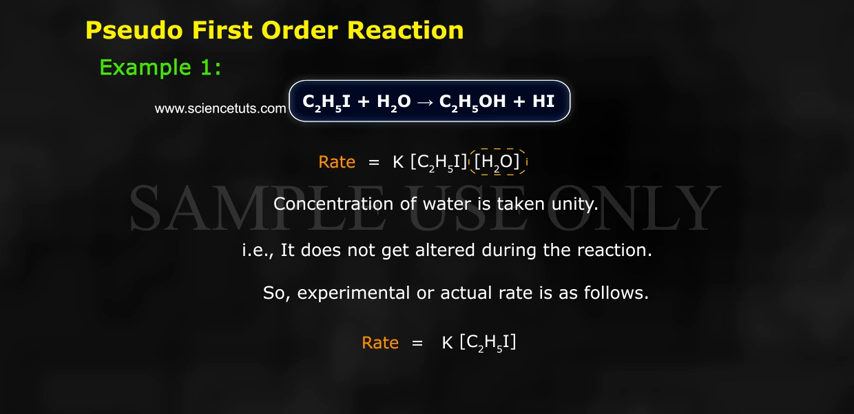 Pseudo First Order Reaction
Example 1:
www.sciencetuts.com C₂H₅I + H₂O → C₂H₅OH + HI
Rate = K [C₂H₅I] [H₂O]
SAMPLE USE ONLY
Concentration of water is taken unity.
i.e., It does not get altered during the reaction.
So, experimental or actual rate is as follows.
Rate = K [C₂H₅I]